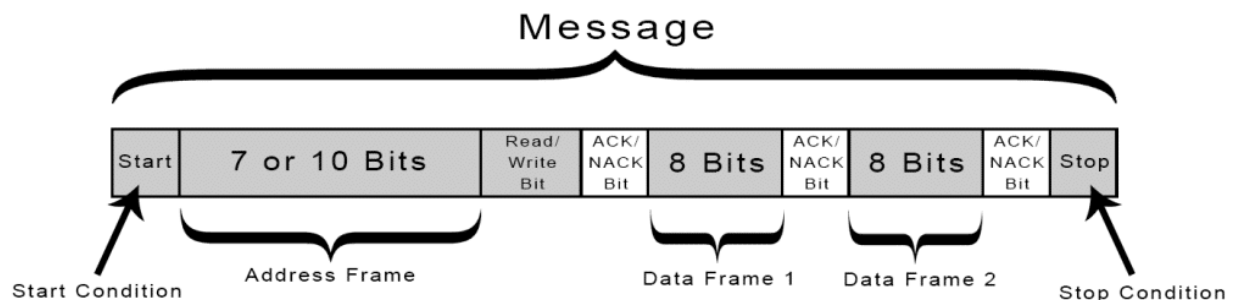 Message
Start
7 or 10 Bits
Read/
Write
Bit
ACK/
NACK
Bit
8 Bits
ACK/
NACK
Bit
8 Bits
ACK/
NACK
Bit
Stop
Address Frame
Data Frame 1
Data Frame 2
Start Condition
Stop Condition